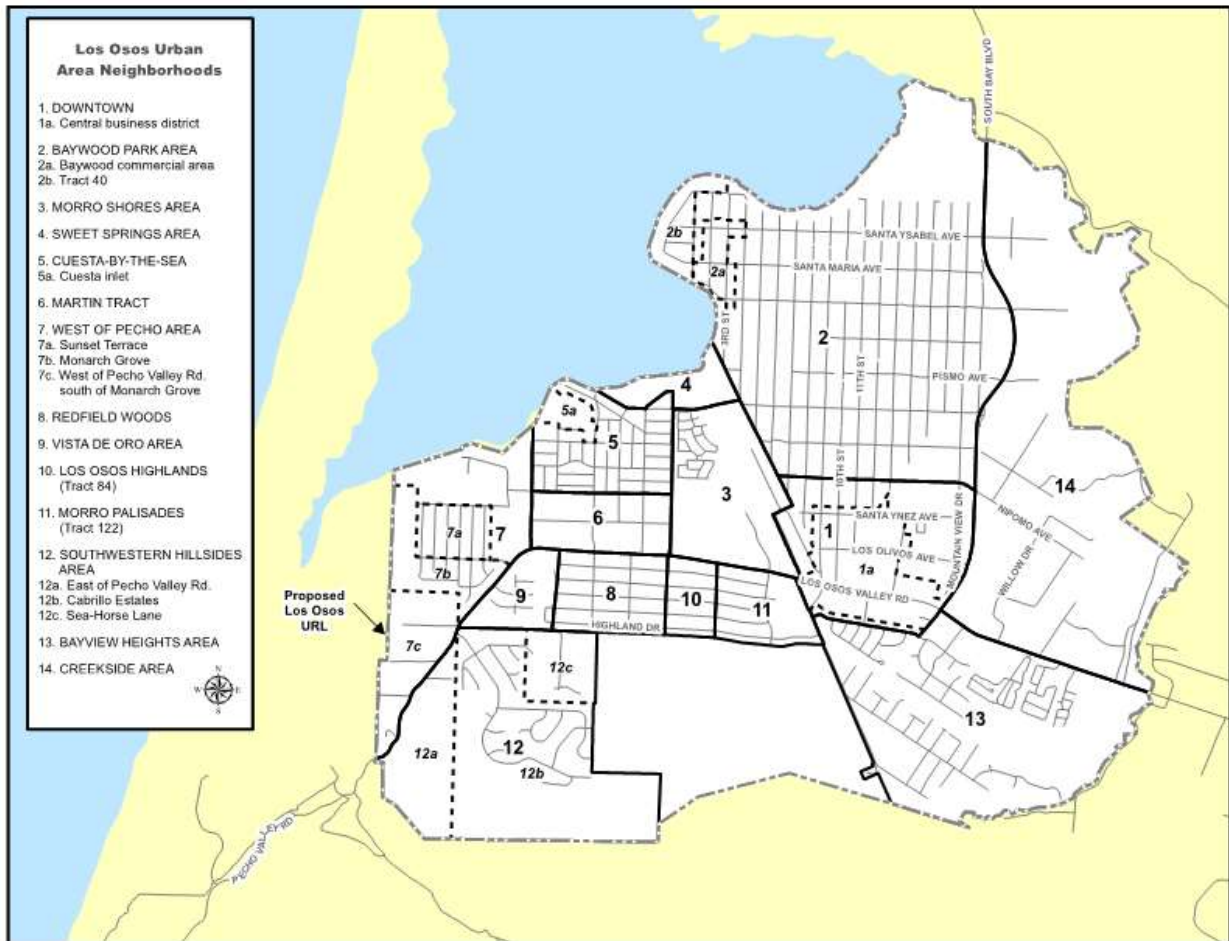 Los Osos Urban
Area Neighborhoods
1. DOWNTOWN
1a. Central business district
2. BAYWOOD PARK AREA
2a. Baywood commercial area
2b. Tract 40
3. MORRO SHORES AREA
4. SWEET SPRINGS AREA
5. CUESTA-BY-THE-SEA
5a. Cuesta inlet
6. MARTIN TRACT
7. WEST OF PECHO AREA
7a. Sunset Terrace
7b. Monarch Grove
7c. West of Pecho Valley Rd.
south of Monarch Grove
8. REDFIELD WOODS
9. VISTA DE ORO AREA
10. LOS OSOS HIGHLANDS
(Tract 84)
11. MORRO PALISADES
(Tract 122)
12. SOUTHWESTERN HILLSIDES
AREA
12a. East of Pecho Valley Rd.
12b. Cabrillo Estates
12c. Sea-Horse Lane
13. BAYVIEW HEIGHTS AREA
14. CREEKSIDE AREA
N
W E
S
SOUTH BAY BLVD
2b
SANTA YSABEL AVE
2a
SANTA MARIA AVE
3RD ST
2
11TH ST
PISMO AVE
4
5a
5
3
10TH ST
14
6
7a
7
7b
1
SANTA YNEZ AVE
LOS OLIVOS AVE
1a
LOS OSOS VALLEY RD
MOUNTAIN VIEW DR
NIPOMO AVE
WILLOW DR
Proposed
Los Osos
URL
9
8
10
11
HIGHLAND DR
7c
12c
13
12a
12
12b
PECHO VALLEY RD